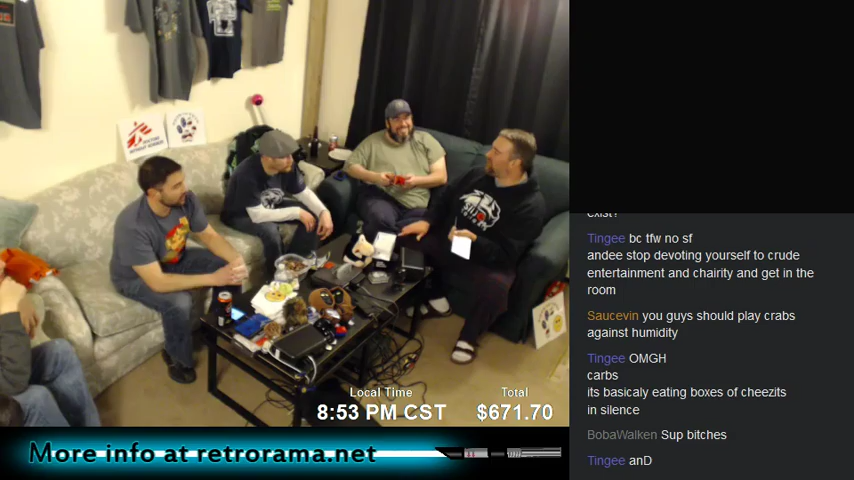 Local Time
8:53 PM CST
Total
$671.70
More info at retrorama.net
exist?
Tingee bc tfw no sf
andee stop devoting yourself to crude
entertainment and chairity and get in the
room
Saucevin you guys should play crabs
against humidity
Tingee OMGH
carbs
its basicaly eating boxes of cheezits
in silence
BobaWalken Sup bitches
Tingee anD